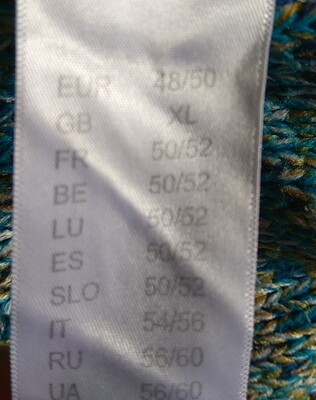 EUR 48/50
GB XL
FR 50/52
BE 50/52
LU 50/52
ES 50/52
SLO 50/52
IT 54/56
RU 56/60
UA 56/60